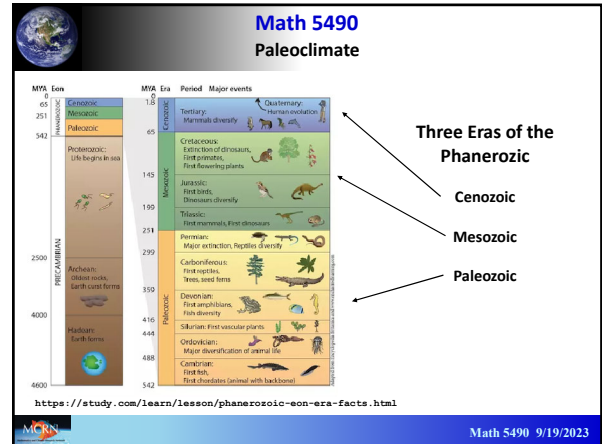 Math 5490
Paleoclimate
MYA Eon
0
65
251
542
2500
4000
4600
PHANEROZOIC
PRECAMBRIAN
Cenozoic
Mesozoic
Paleozoic
Proterozoic:
Life begins in sea
Archean:
Oldest rocks,
Earth crust forms
Hadean:
Earth forms
MYA Era Period Major events
0
1.8
65
145
199
251
299
359
416
444
488
542
Cenozoic
Mesozoic
Paleozoic
Quaternary:
Human evolution
Tertiary:
Mammals diversify
Cretaceous:
Extinction of dinosaurs,
First primates,
First flowering plants
Jurassic:
First birds,
Dinosaurs diversify
Triassic:
First mammals, First dinosaurs
Permian:
Major extinction, Reptiles diversify
Carboniferous:
First reptiles,
Trees, seed ferns
Devonian:
First amphibians,
Fish diversify
Silurian: First vascular plants
Ordovician:
Major diversification of animal life
Cambrian:
First fish,
First chordates (animal with backbone)
Three Eras of the
Phanerozic
Cenozoic
Mesozoic
Paleozoic
https://study.com/learn/lesson/phanerozoic-eon-era-facts.html
MCRN
Math 5490 9/19/2023